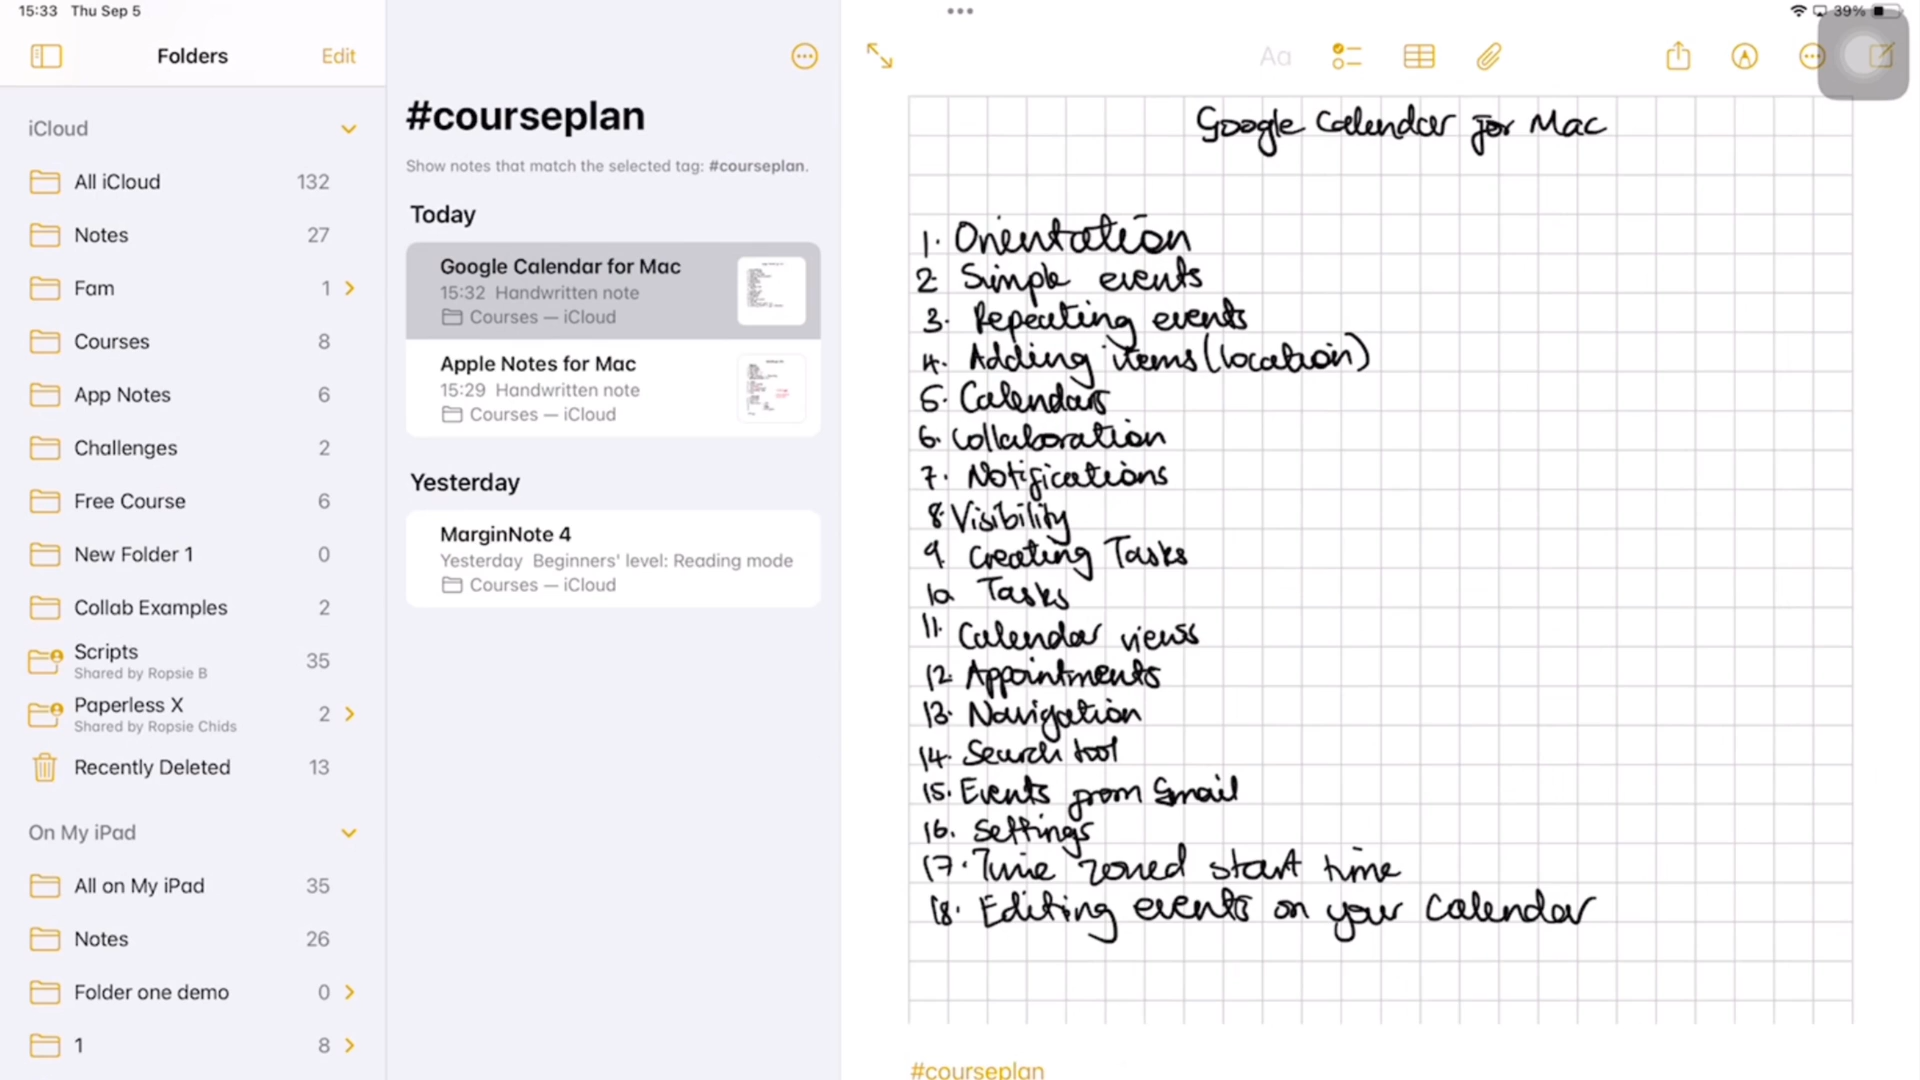 15:33 Thu Sep 5
39%
Folders
Edit
iCloud
All iCloud 132
Notes 27
Fam 1
Courses 8
App Notes 6
Challenges 2
Free Course 6
New Folder 1 0
Collab Examples 2
Scripts 35
Shared by Ropsie B
Paperless X 2
Shared by Ropsie Chids
Recently Deleted 13
On My iPad
All on My iPad 35
Notes 26
Folder one demo 0
1 8
#courseplan
Show notes that match the selected tag: #courseplan.
Today
Google Calendar for Mac
15:32 Handwritten note
Courses — iCloud
Apple Notes for Mac
15:29 Handwritten note
Courses — iCloud
Yesterday
MarginNote 4
Yesterday Beginners' level: Reading mode
Courses — iCloud
Aa
Google Calendar for Mac
1. Orientation
2 Simple events
3. Repeating events
4. Adding items (location)
5. Calendars
6. Collaboration
7. Notifications
8. Visibility
9. Creating Tasks
10 Tasks
11. Calendar views
12. Appointments
13. Navigation
14. Search tool
15. Events from Gmail
16. Settings
17. Time zoned start time
18. Editing events on your Calendar
#courseplan